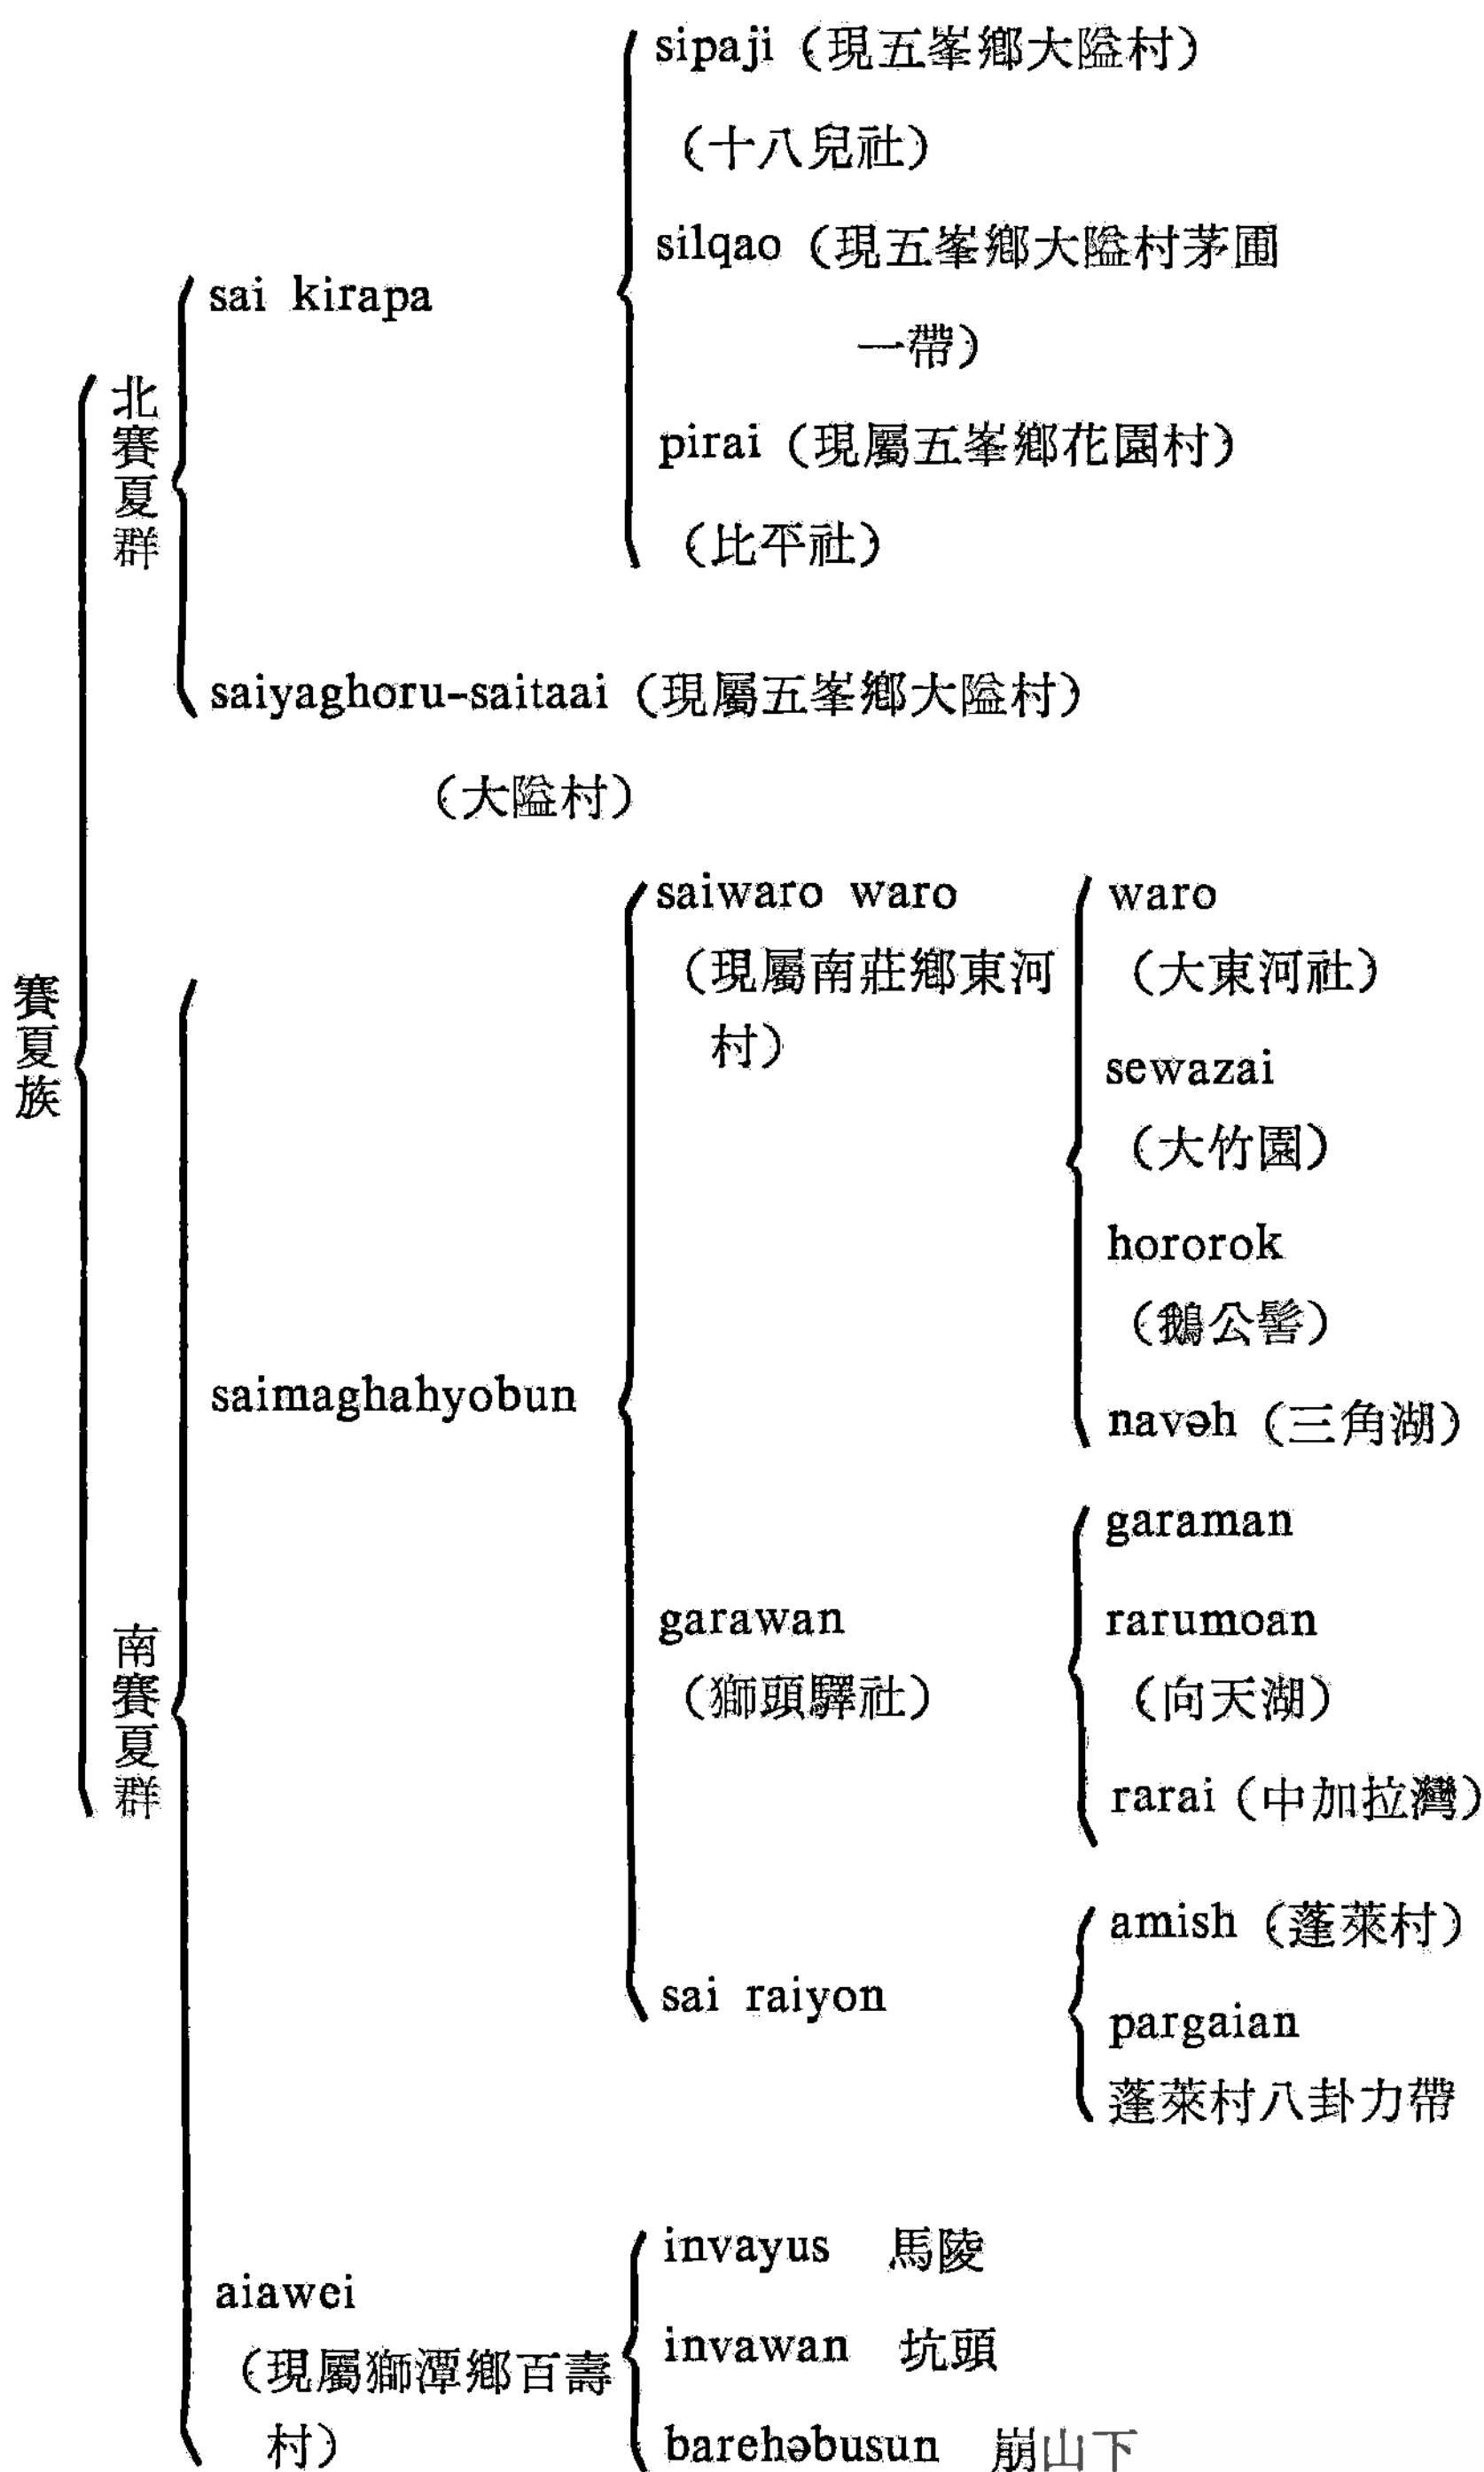 賽夏族
北賽夏群
sai kirapa
sipaji（現五峯鄉大隘村）
（十八兒社）
silqao（現五峯鄉大隘村茅圃
一帶）
pirai（現屬五峯鄉花園村）
（比平社）
saiyaghoru-saitaai（現屬五峯鄉大隘村）
（大隘村）
南賽夏群
saimaghahyobun
saiwaro waro
（現屬南莊鄉東河
村）
waro
（大東河社）
sewazai
（大竹園）
hororok
（鵝公髻）
navəh（三角湖）
garawan
（獅頭驛社）
garaman
rarumoan
（向天湖）
rarai（中加拉灣）
sai raiyon
amish（蓬萊村）
pargaian
蓬萊村八卦力帶
aiawei
（現屬獅潭鄉百壽
村）
invayus 馬陵
invawan 坑頭
barehəbusun 崩山下